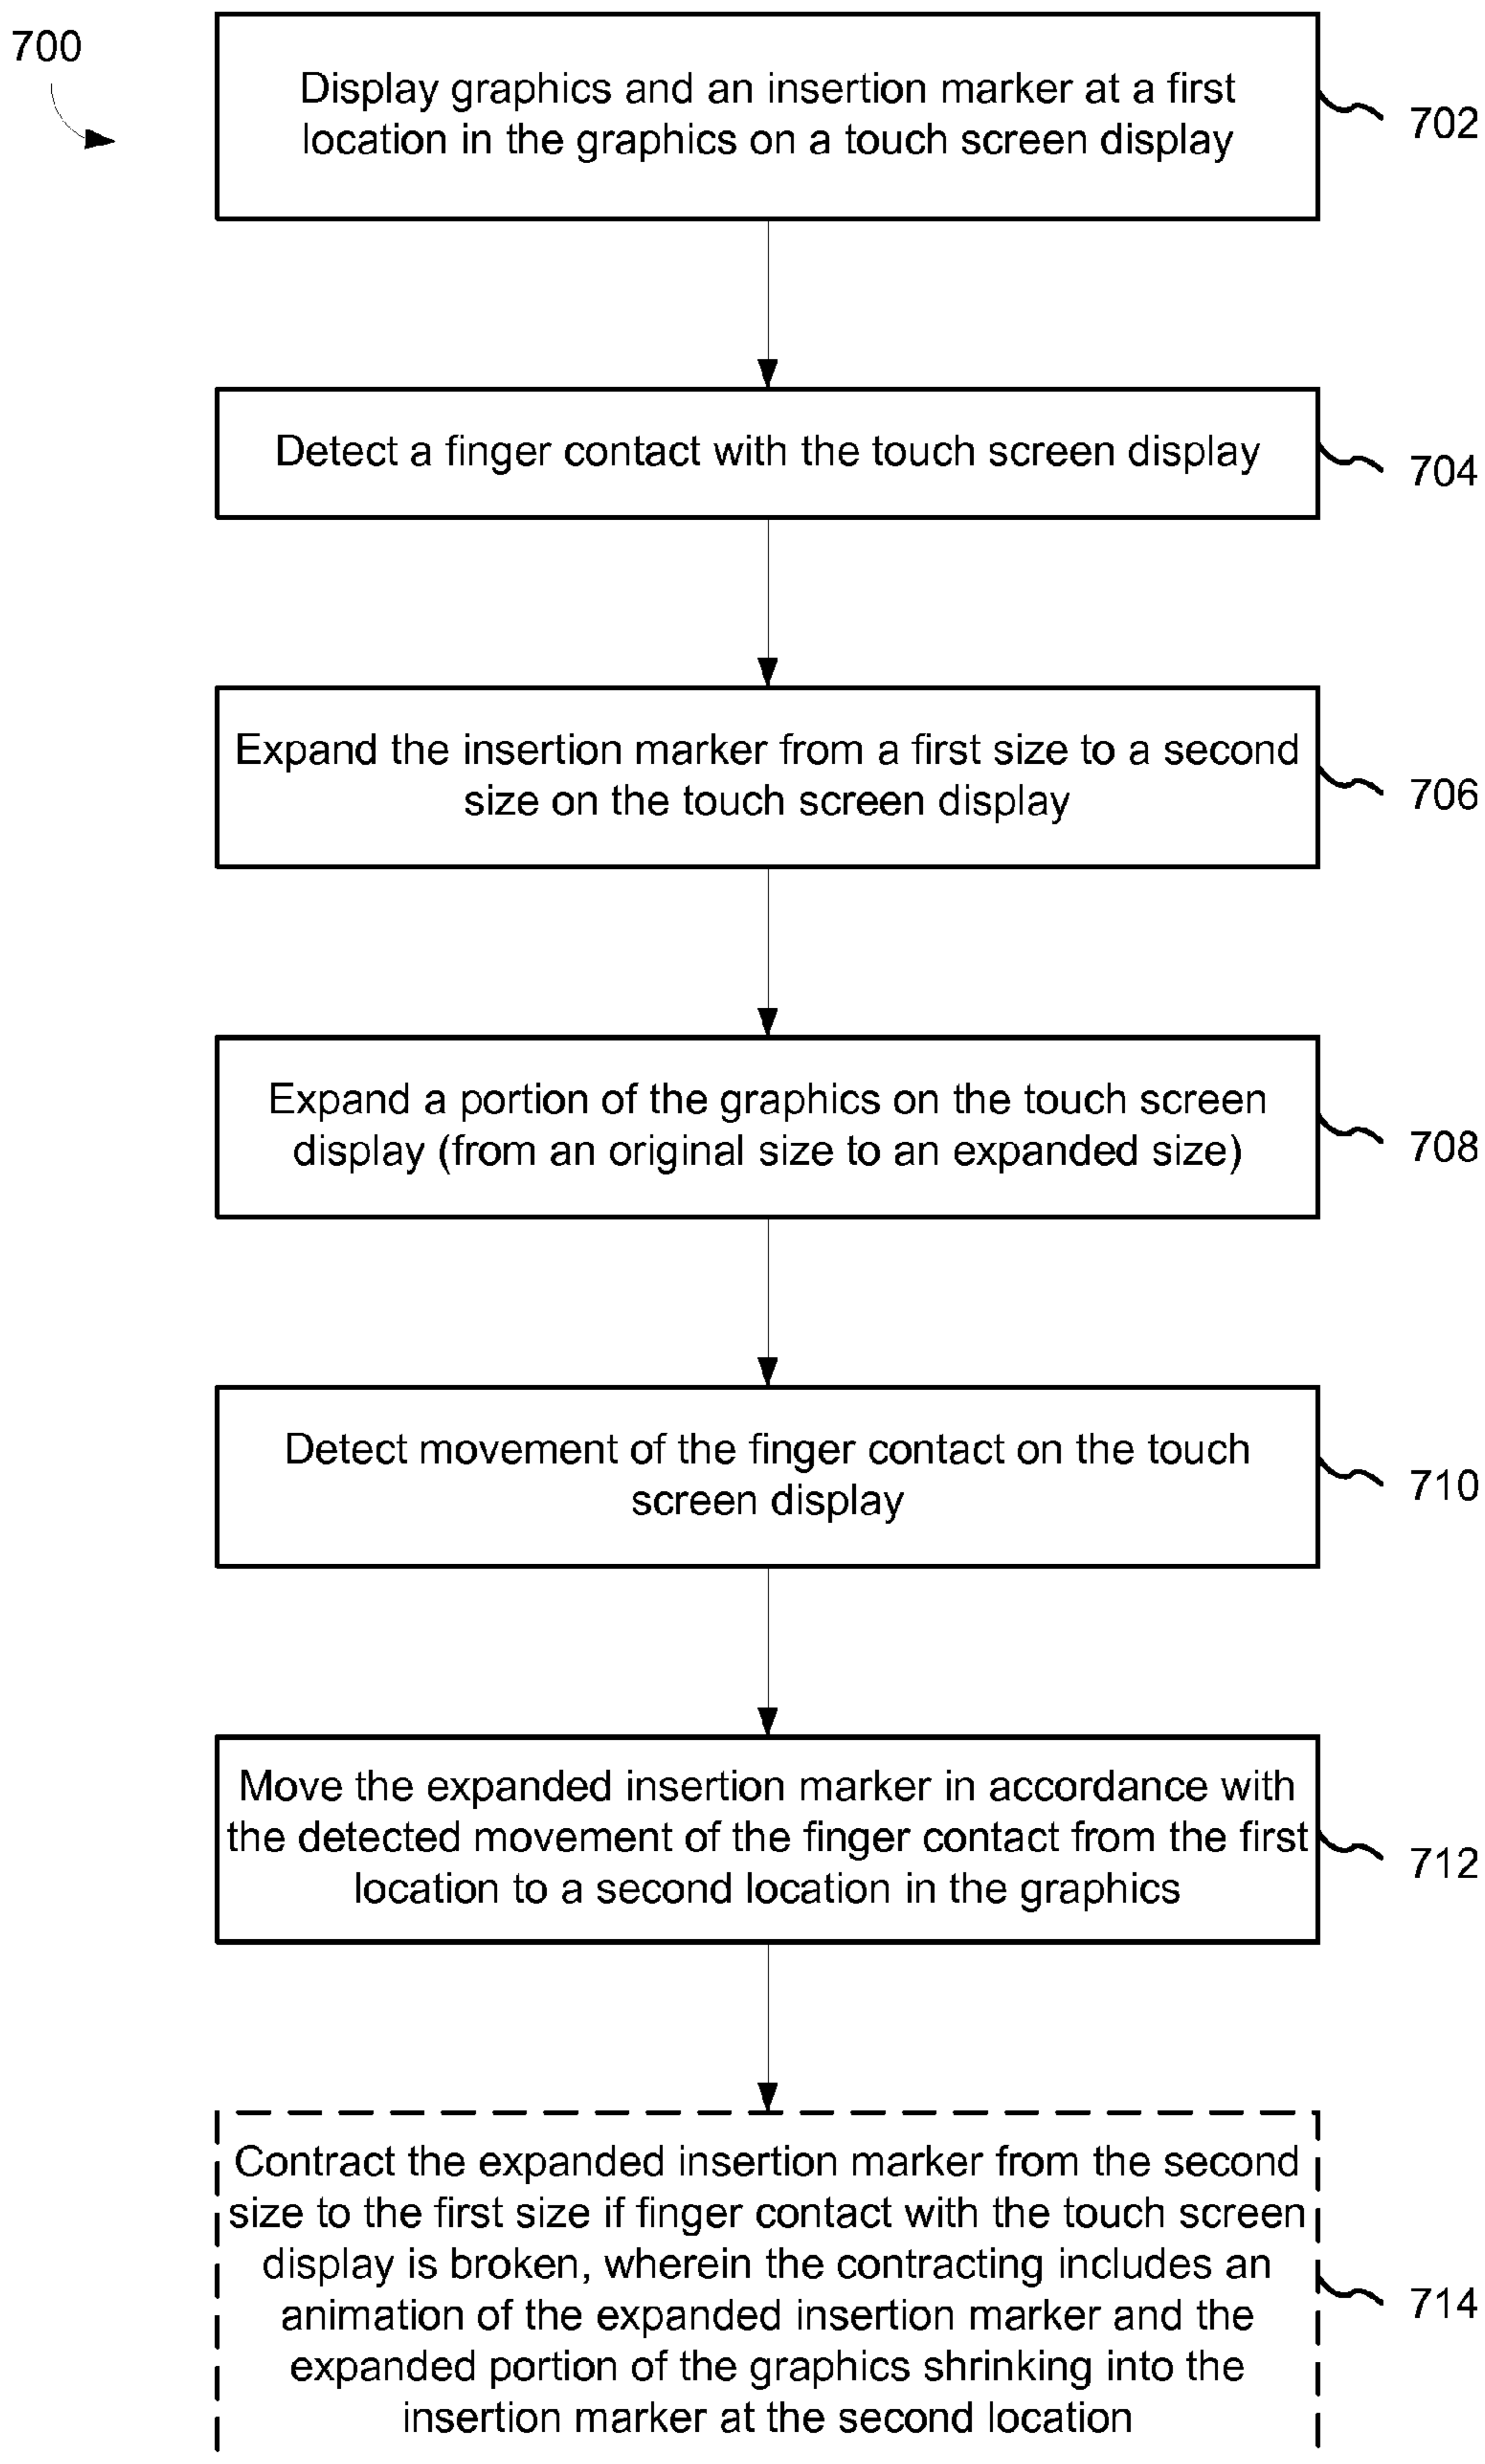 700
Display graphics and an insertion marker at a first
location in the graphics on a touch screen display
702
Detect a finger contact with the touch screen display
704
Expand the insertion marker from a first size to a second
size on the touch screen display
706
Expand a portion of the graphics on the touch screen
display (from an original size to an expanded size)
708
Detect movement of the finger contact on the touch
screen display
710
Move the expanded insertion marker in accordance with
the detected movement of the finger contact from the first
location to a second location in the graphics
712
Contract the expanded insertion marker from the second
size to the first size if finger contact with the touch screen
display is broken, wherein the contracting includes an
animation of the expanded insertion marker and the
expanded portion of the graphics shrinking into the
insertion marker at the second location
714